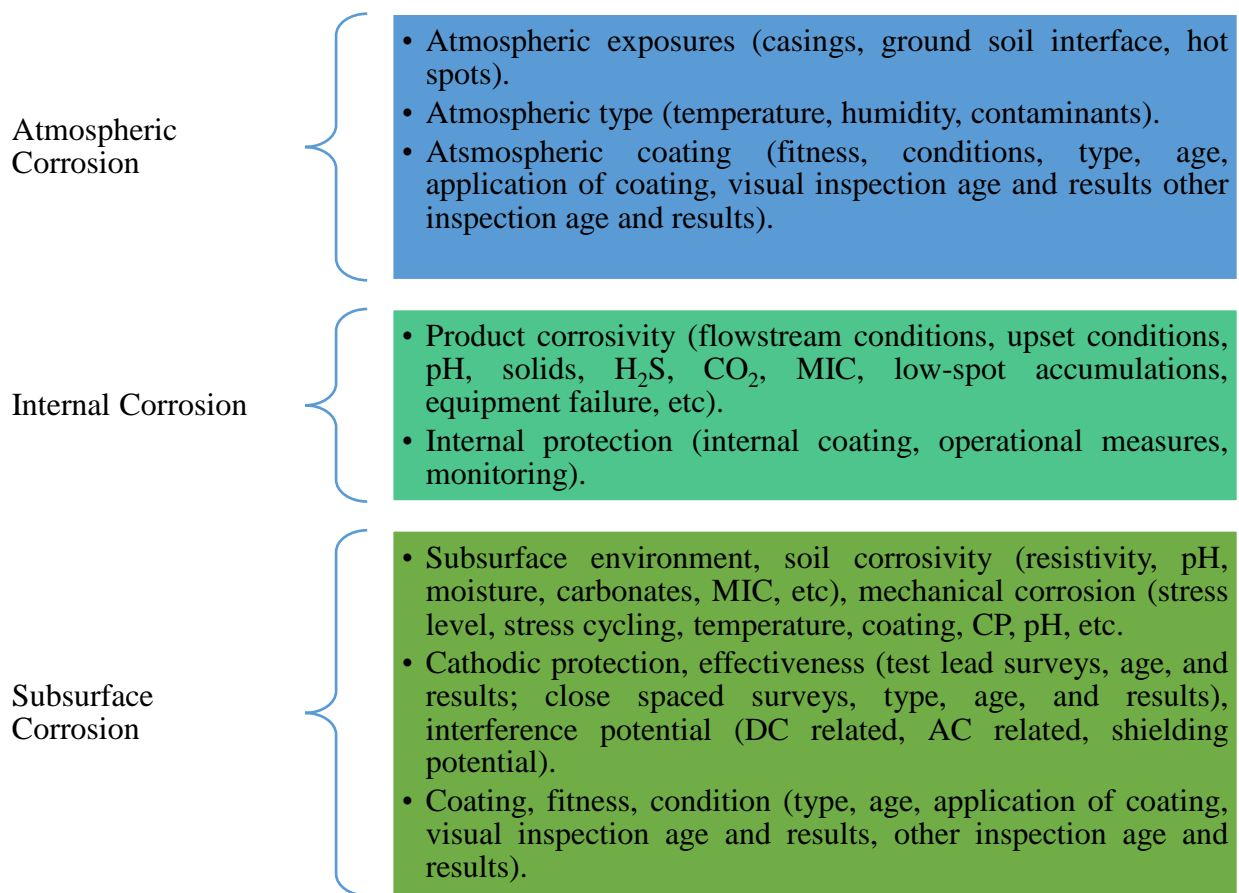 Atmospheric
Corrosion
• Atmospheric exposures (casings, ground soil interface, hot
spots).
• Atmospheric type (temperature, humidity, contaminants).
• Atsmospheric coating (fitness, conditions, type, age,
application of coating, visual inspection age and results other
inspection age and results).
Internal Corrosion
• Product corrosivity (flowstream conditions, upset conditions,
pH, solids, H₂S, CO₂, MIC, low-spot accumulations,
equipment failure, etc).
• Internal protection (internal coating, operational measures,
monitoring).
Subsurface
Corrosion
• Subsurface environment, soil corrosivity (resistivity, pH,
moisture, carbonates, MIC, etc), mechanical corrosion (stress
level, stress cycling, temperature, coating, CP, pH, etc.
• Cathodic protection, effectiveness (test lead surveys, age, and
results; close spaced surveys, type, age, and results),
interference potential (DC related, AC related, shielding
potential).
• Coating, fitness, condition (type, age, application of coating,
visual inspection age and results, other inspection age and
results).